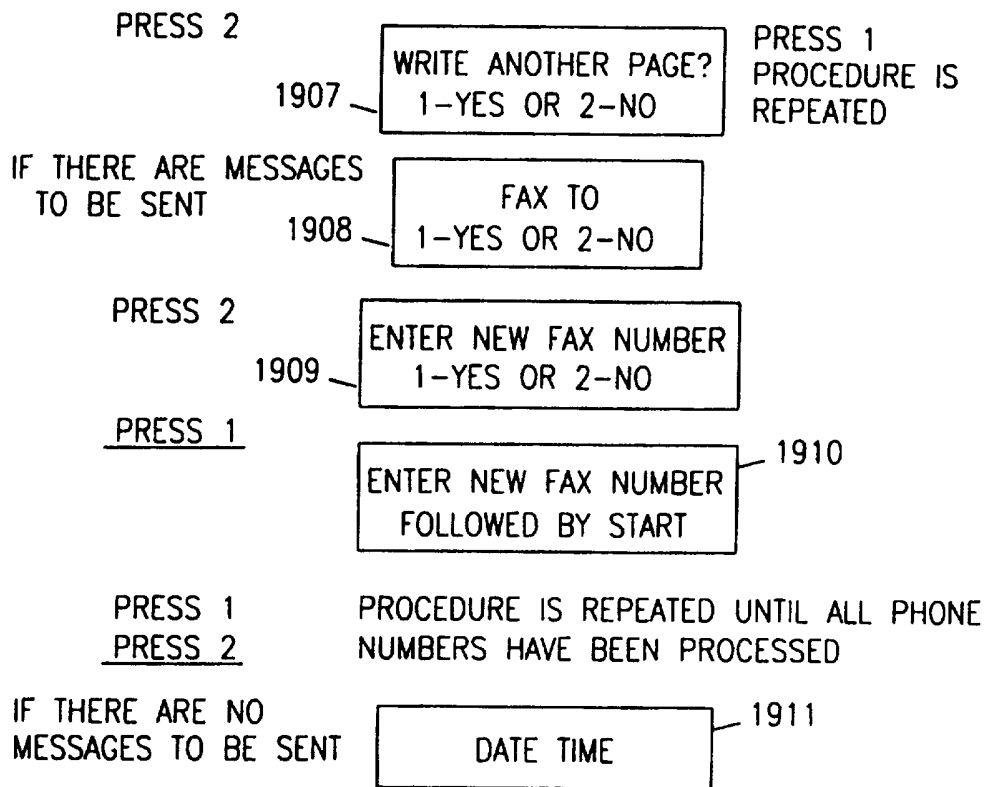 PRESS 2
WRITE ANOTHER PAGE?
1-YES OR 2-NO
PRESS 1
PROCEDURE IS
REPEATED
1907
IF THERE ARE MESSAGES
TO BE SENT
FAX TO
1-YES OR 2-NO
1908
PRESS 2
ENTER NEW FAX NUMBER
1-YES OR 2-NO
1909
PRESS 1
1910
ENTER NEW FAX NUMBER
FOLLOWED BY START
PRESS 1
PRESS 2
PROCEDURE IS REPEATED UNTIL ALL PHONE
NUMBERS HAVE BEEN PROCESSED
IF THERE ARE NO
MESSAGES TO BE SENT
DATE TIME
1911